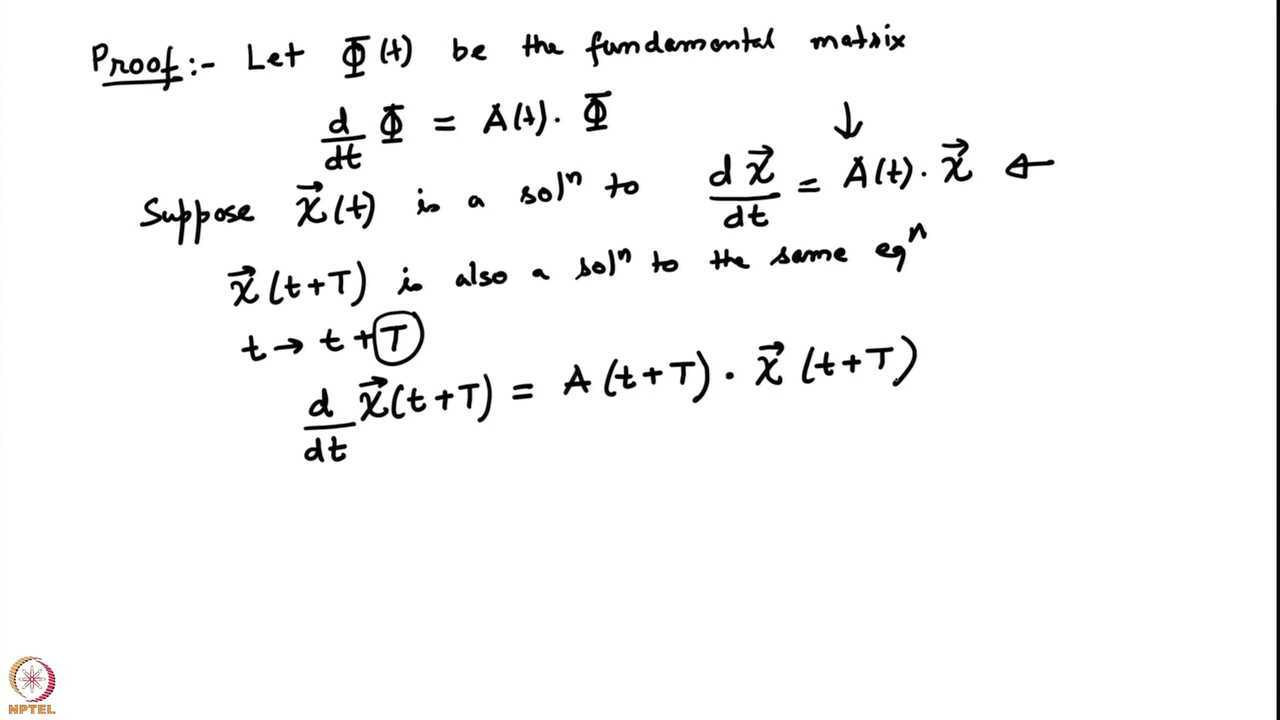 Proof:- Let Φ(t) be the fundamental matrix
d/dt Φ = A(t). Φ
Suppose x⃗(t) is a solⁿ to dx⃗/dt = A(t). x⃗ ←
x⃗(t+T) is also a solⁿ to the same eqⁿ
t → t+T
d/dt x⃗(t+T) = A(t+T). x⃗(t+T)
NPTEL